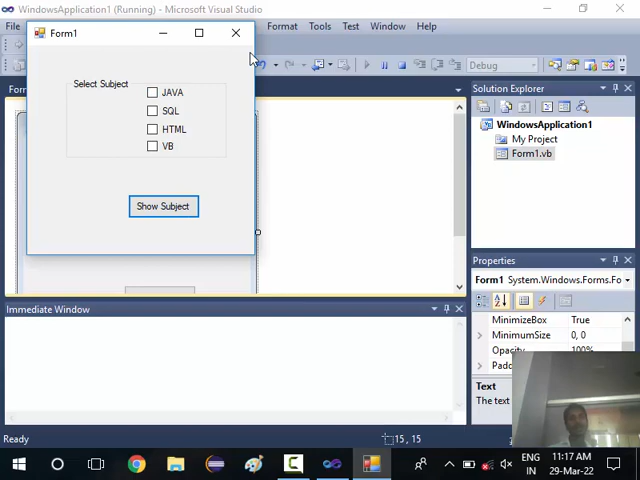 WindowsApplication1 (Running) - Microsoft Visual Studio
File
Format
Tools
Test
Window
Help
Form1
Debug
Select Subject
JAVA
SQL
HTML
VB
Show Subject
Solution Explorer
WindowsApplication1
My Project
Form1.vb
Properties
Form1 System.Windows.Forms.Fo
MinimizeBox
True
MinimumSize
0, 0
Opacity
100%
Padd
Text
The text
Immediate Window
Ready
15, 15
ENG
IN
11:17 AM
29-Mar-22